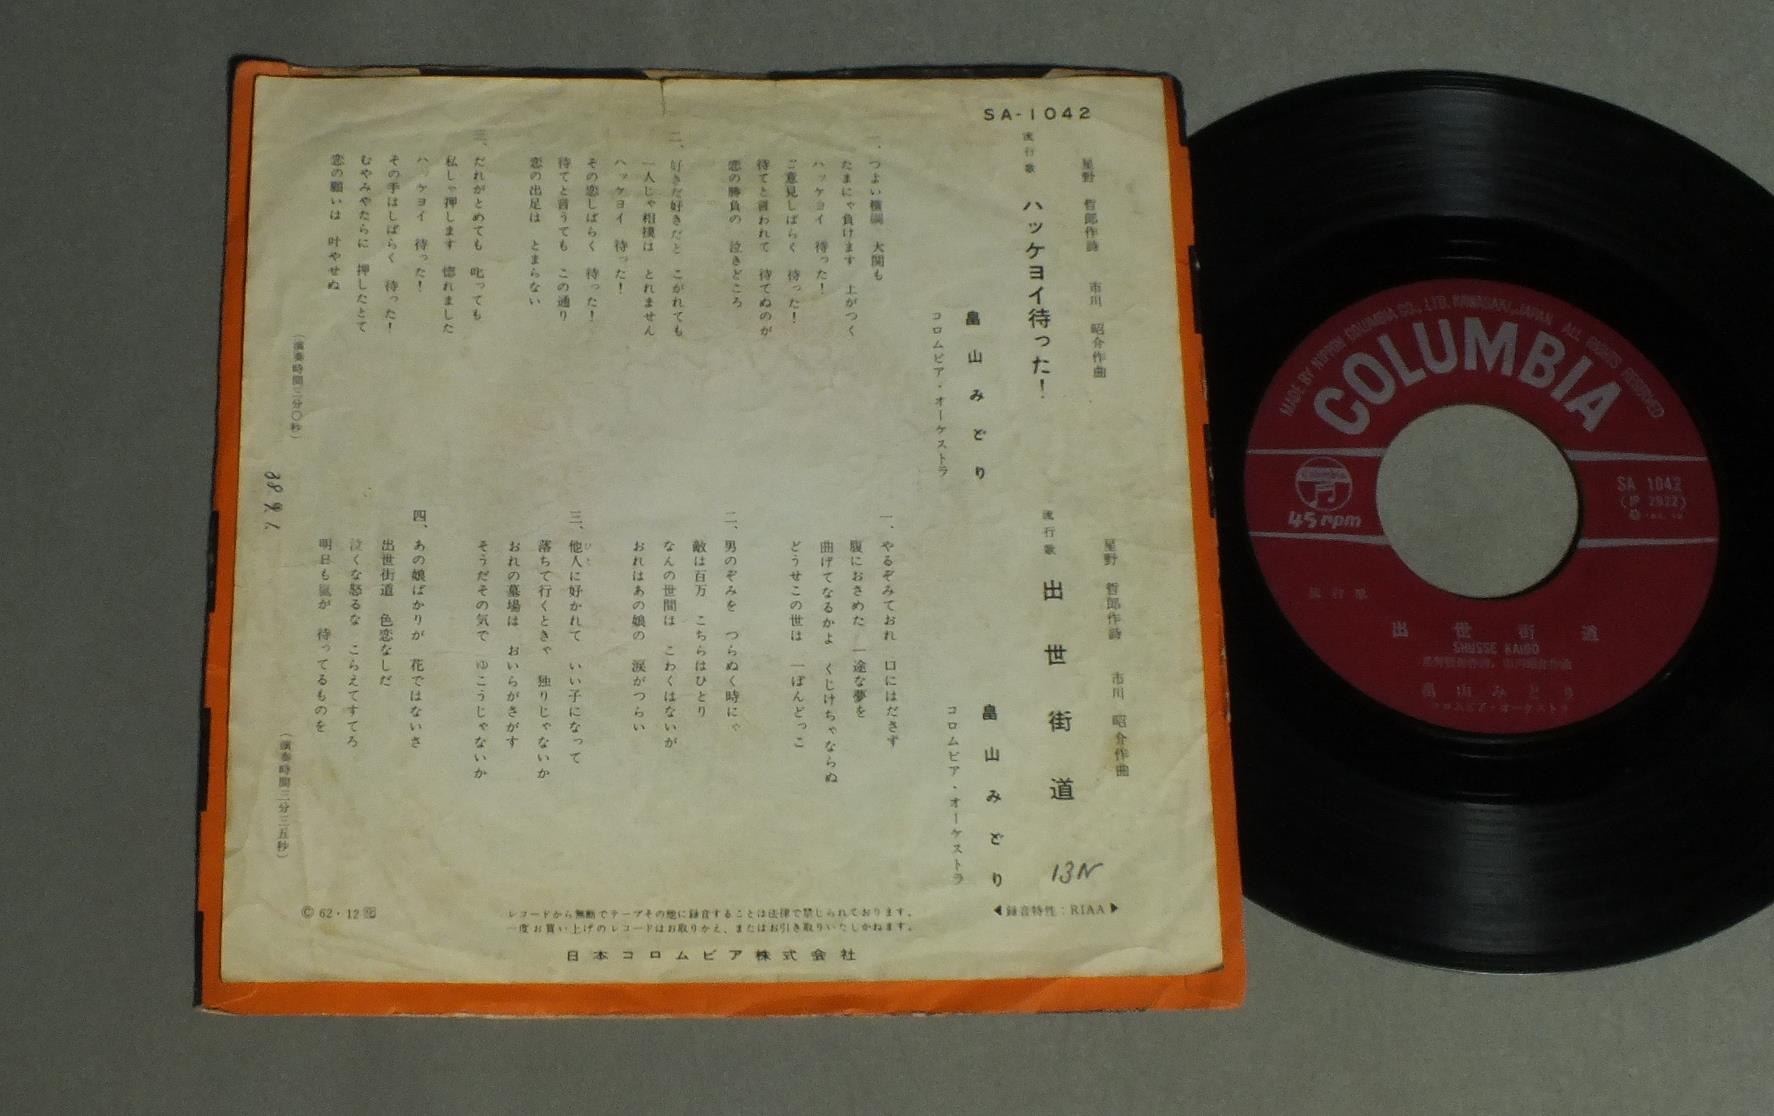 SA-1042
星野 哲郎作詩 市川 昭介作曲
流行歌 ハッケヨイ待った！
畠山みどり
コロムビア・オーケストラ
一、つよい横綱 大関も
たまにゃ負けます 上がつく
ハッケヨイ 待った！
ご意見しばらく 待った！
待てと言われて 待てぬのが
恋の勝負の 泣きどころ
二、好きだ好きだと こがれても
一人じゃ相撲は とれません
ハッケヨイ 待った！
その恋しばらく 待った！
待てと言うても この通り
恋の出足は とまらない
三、だれがとめても 叱っても
私しゃ押します 惚れました
ハッケヨイ 待った！
その手はしばらく 待った！
むやみやたらに 押したとて
恋の願いは 叶やせぬ
（演奏時間三分〇秒）
星野 哲郎作詩 市川 昭介作曲
流行歌 出世街道
畠山みどり
コロムビア・オーケストラ
一、やるぞみておれ 口にはださず
腹におさめた 一途な夢を
曲げてなるかよ くじけちゃならぬ
どうせこの世は 一ぽんどっこ
二、男のぞみを つらぬく時にゃ
敵は百万 こちらはひとり
なんの世間は こわくはないが
おれはあの娘の 涙がつらい
三、他人に好かれて いい子になって
ひと
落ちて行くときゃ 独りじゃないか
おれの墓場は おいらがさがす
そうだその気で ゆこうじゃないか
四、あの娘ばかりが 花ではないさ
出世街道 色恋なしだ
泣くな怒るな こらえてすてろ
明日も嵐が 待ってるものを
（演奏時間三分三五秒）
13N
◀録音特性：RIAA▶
レコードから無断でテープその他に録音することは法律で禁じられております。
一度お買い上げのレコードはお取りかえ、またはお引き取りいたしかねます。
Ⓒ 62・12
日本コロムビア株式会社
MADE BY NIPPON COLUMBIA CO., LTD. KAWASAKI, JAPAN. ALL RIGHTS RESERVED
COLUMBIA
45 rpm
SA 1042
(JP 2922)
流行歌
出世街道
SHUSSE KAIDO
星野哲郎作詩，市川昭介作曲
畠山みどり
コロムビア・オーケストラ